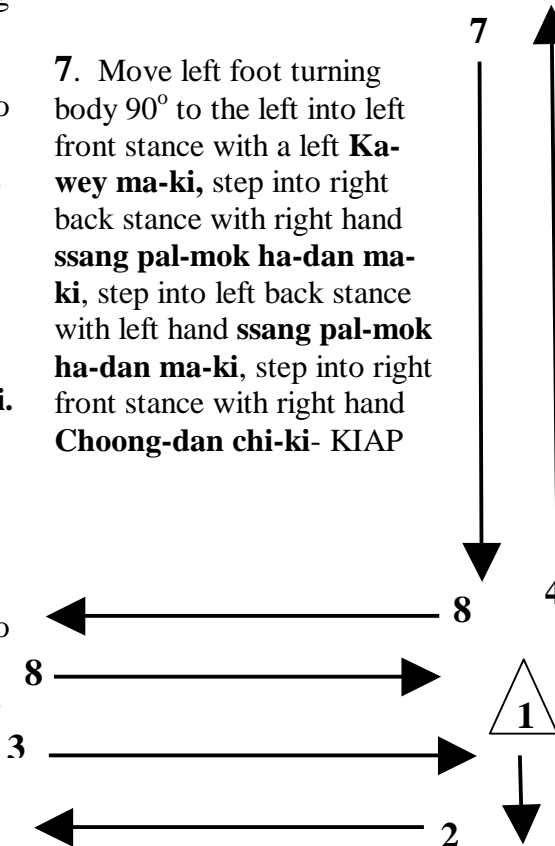 g
7
7. Move left foot turning
body 90º to the left into left
front stance with a left Ka-
wey ma-ki, step into right
back stance with right hand
ssang pal-mok ha-dan ma-
ki, step into left back stance
with left hand ssang pal-mok
ha-dan ma-ki, step into right
front stance with right hand
Choong-dan chi-ki- KIAP
o
i.
4
8
o
8
1
3
2